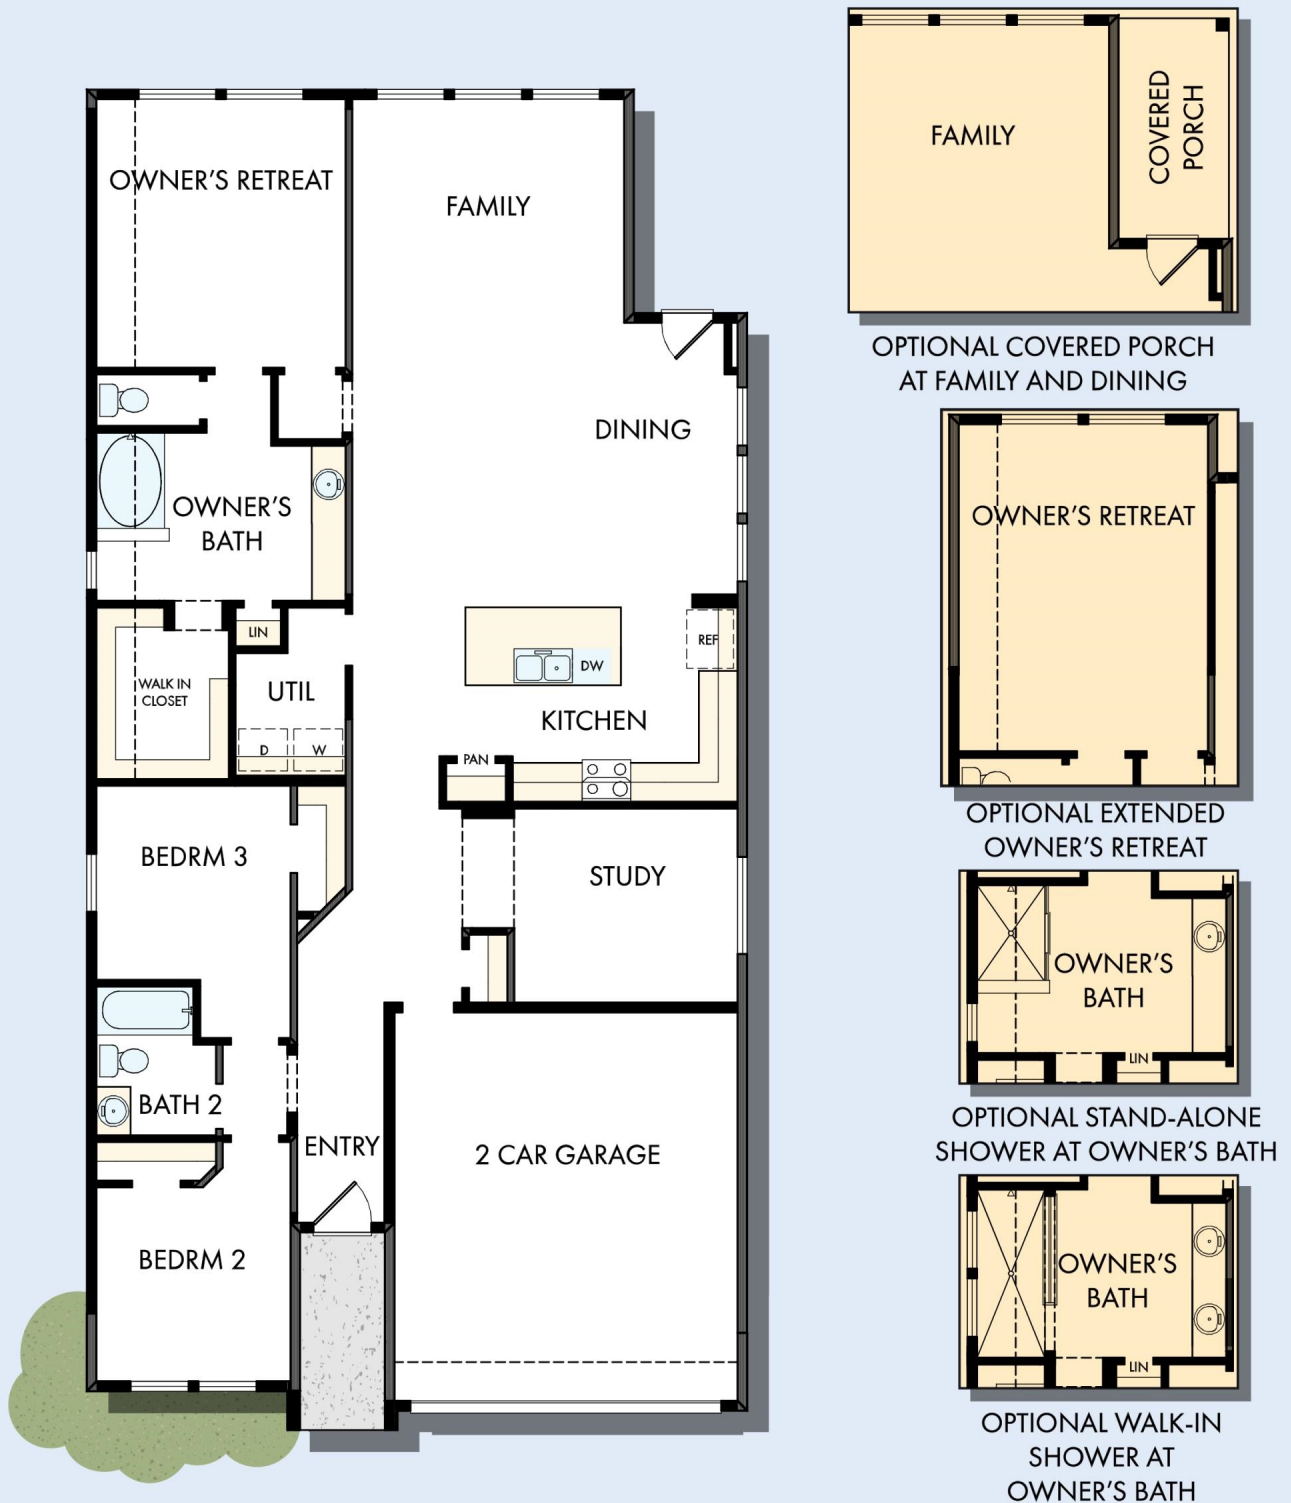 OWNER'S RETREAT
FAMILY
DINING
OWNER'S
BATH
LIN
WALK IN
CLOSET
UTIL
D
W
REF
DW
KITCHEN
PAN
BEDRM 3
STUDY
BATH 2
ENTRY
2 CAR GARAGE
BEDRM 2
FAMILY
COVERED
PORCH
OPTIONAL COVERED PORCH
AT FAMILY AND DINING
OWNER'S RETREAT
OPTIONAL EXTENDED
OWNER'S RETREAT
OWNER'S
BATH
LIN
OPTIONAL STAND-ALONE
SHOWER AT OWNER'S BATH
OWNER'S
BATH
LIN
OPTIONAL WALK-IN
SHOWER AT
OWNER'S BATH